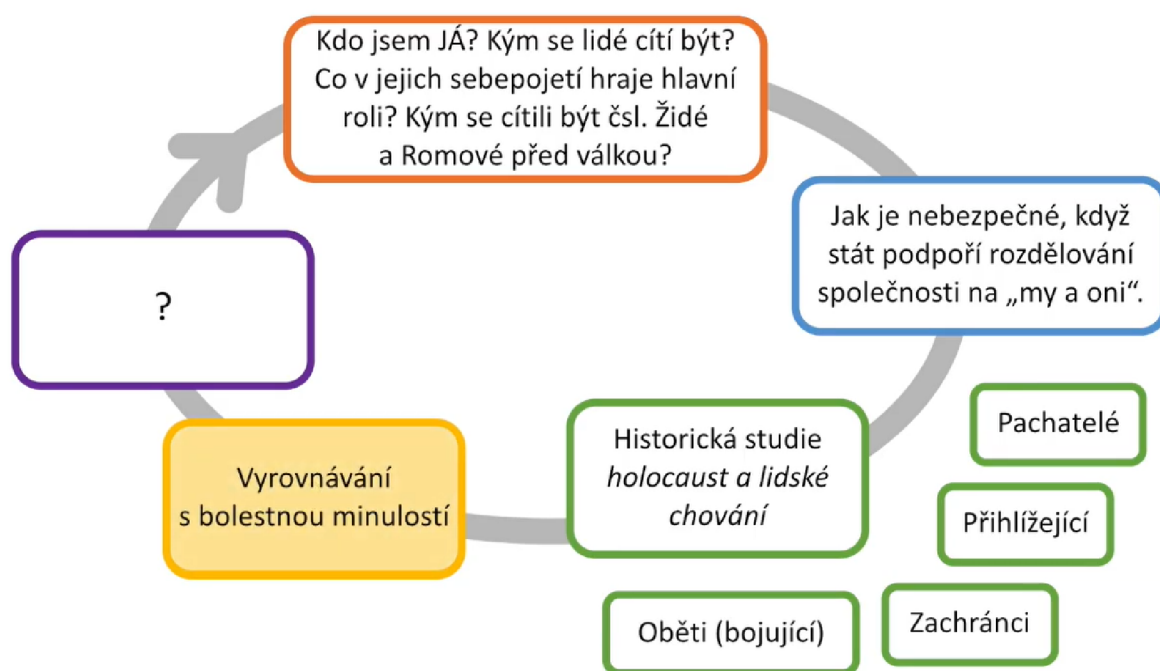 Kdo jsem JÁ? Kým se lidé cítí být?
Co v jejich sebepojetí hraje hlavní
roli? Kým se cítili být čsl. Židé
a Romové před válkou?
Jak je nebezpečné, když
stát podpoří rozdělování
společnosti na „my a oni“.
?
Vyrovnávání
s bolestnou minulostí
Historická studie
holocaust a lidské
chování
Pachatelé
Přihlížející
Zachránci
Oběti (bojující)